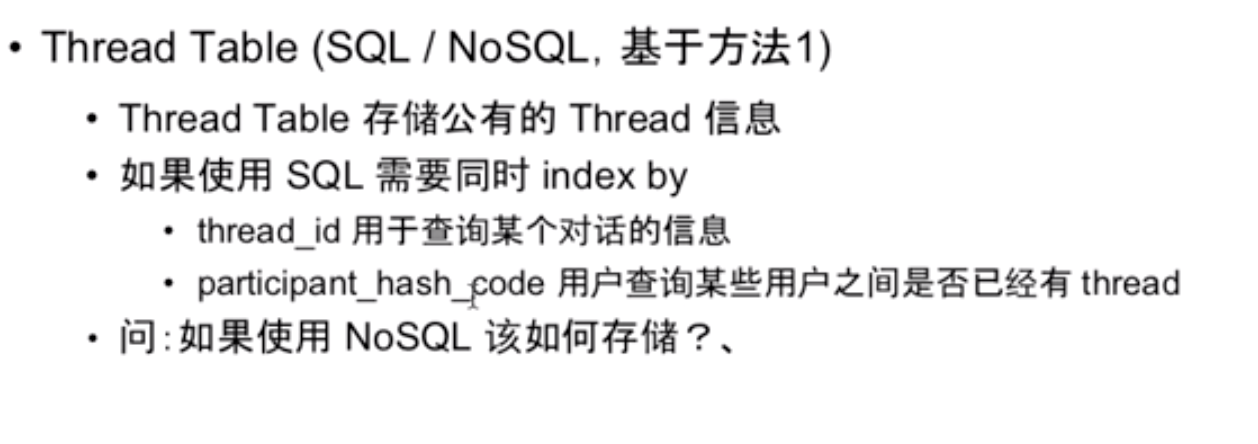 • Thread Table (SQL / NoSQL, 基于方法1)
• Thread Table 存储公有的 Thread 信息
• 如果使用 SQL 需要同时 index by
• thread_id 用于查询某个对话的信息
• participant_hash_code 用户查询某些用户之间是否已经有 thread
• 问:如果使用 NoSQL 该如何存储？、